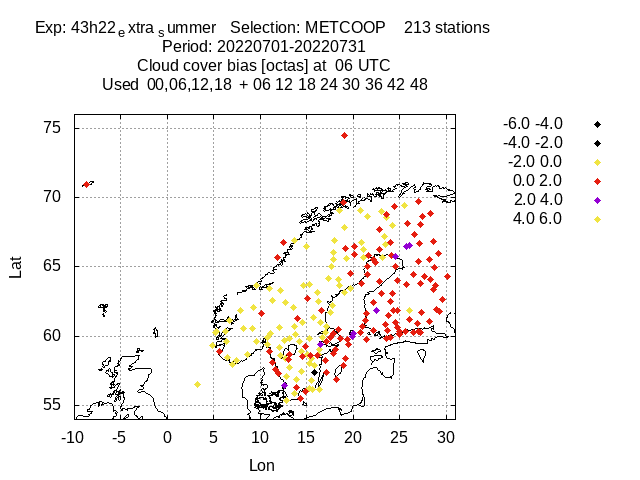 Exp: 43h22extrasummer   Selection: METCOOP    213 stations
Period: 20220701-20220731
Cloud cover bias [octas] at  06 UTC
Used  00,06,12,18  + 06 12 18 24 30 36 42 48
-6.0 -4.0
-4.0 -2.0
-2.0 0.0
0.0 2.0
2.0 4.0
4.0 6.0
75
70
65
60
55
Lat
-10 -5 0 5 10 15 20 25 30
Lon